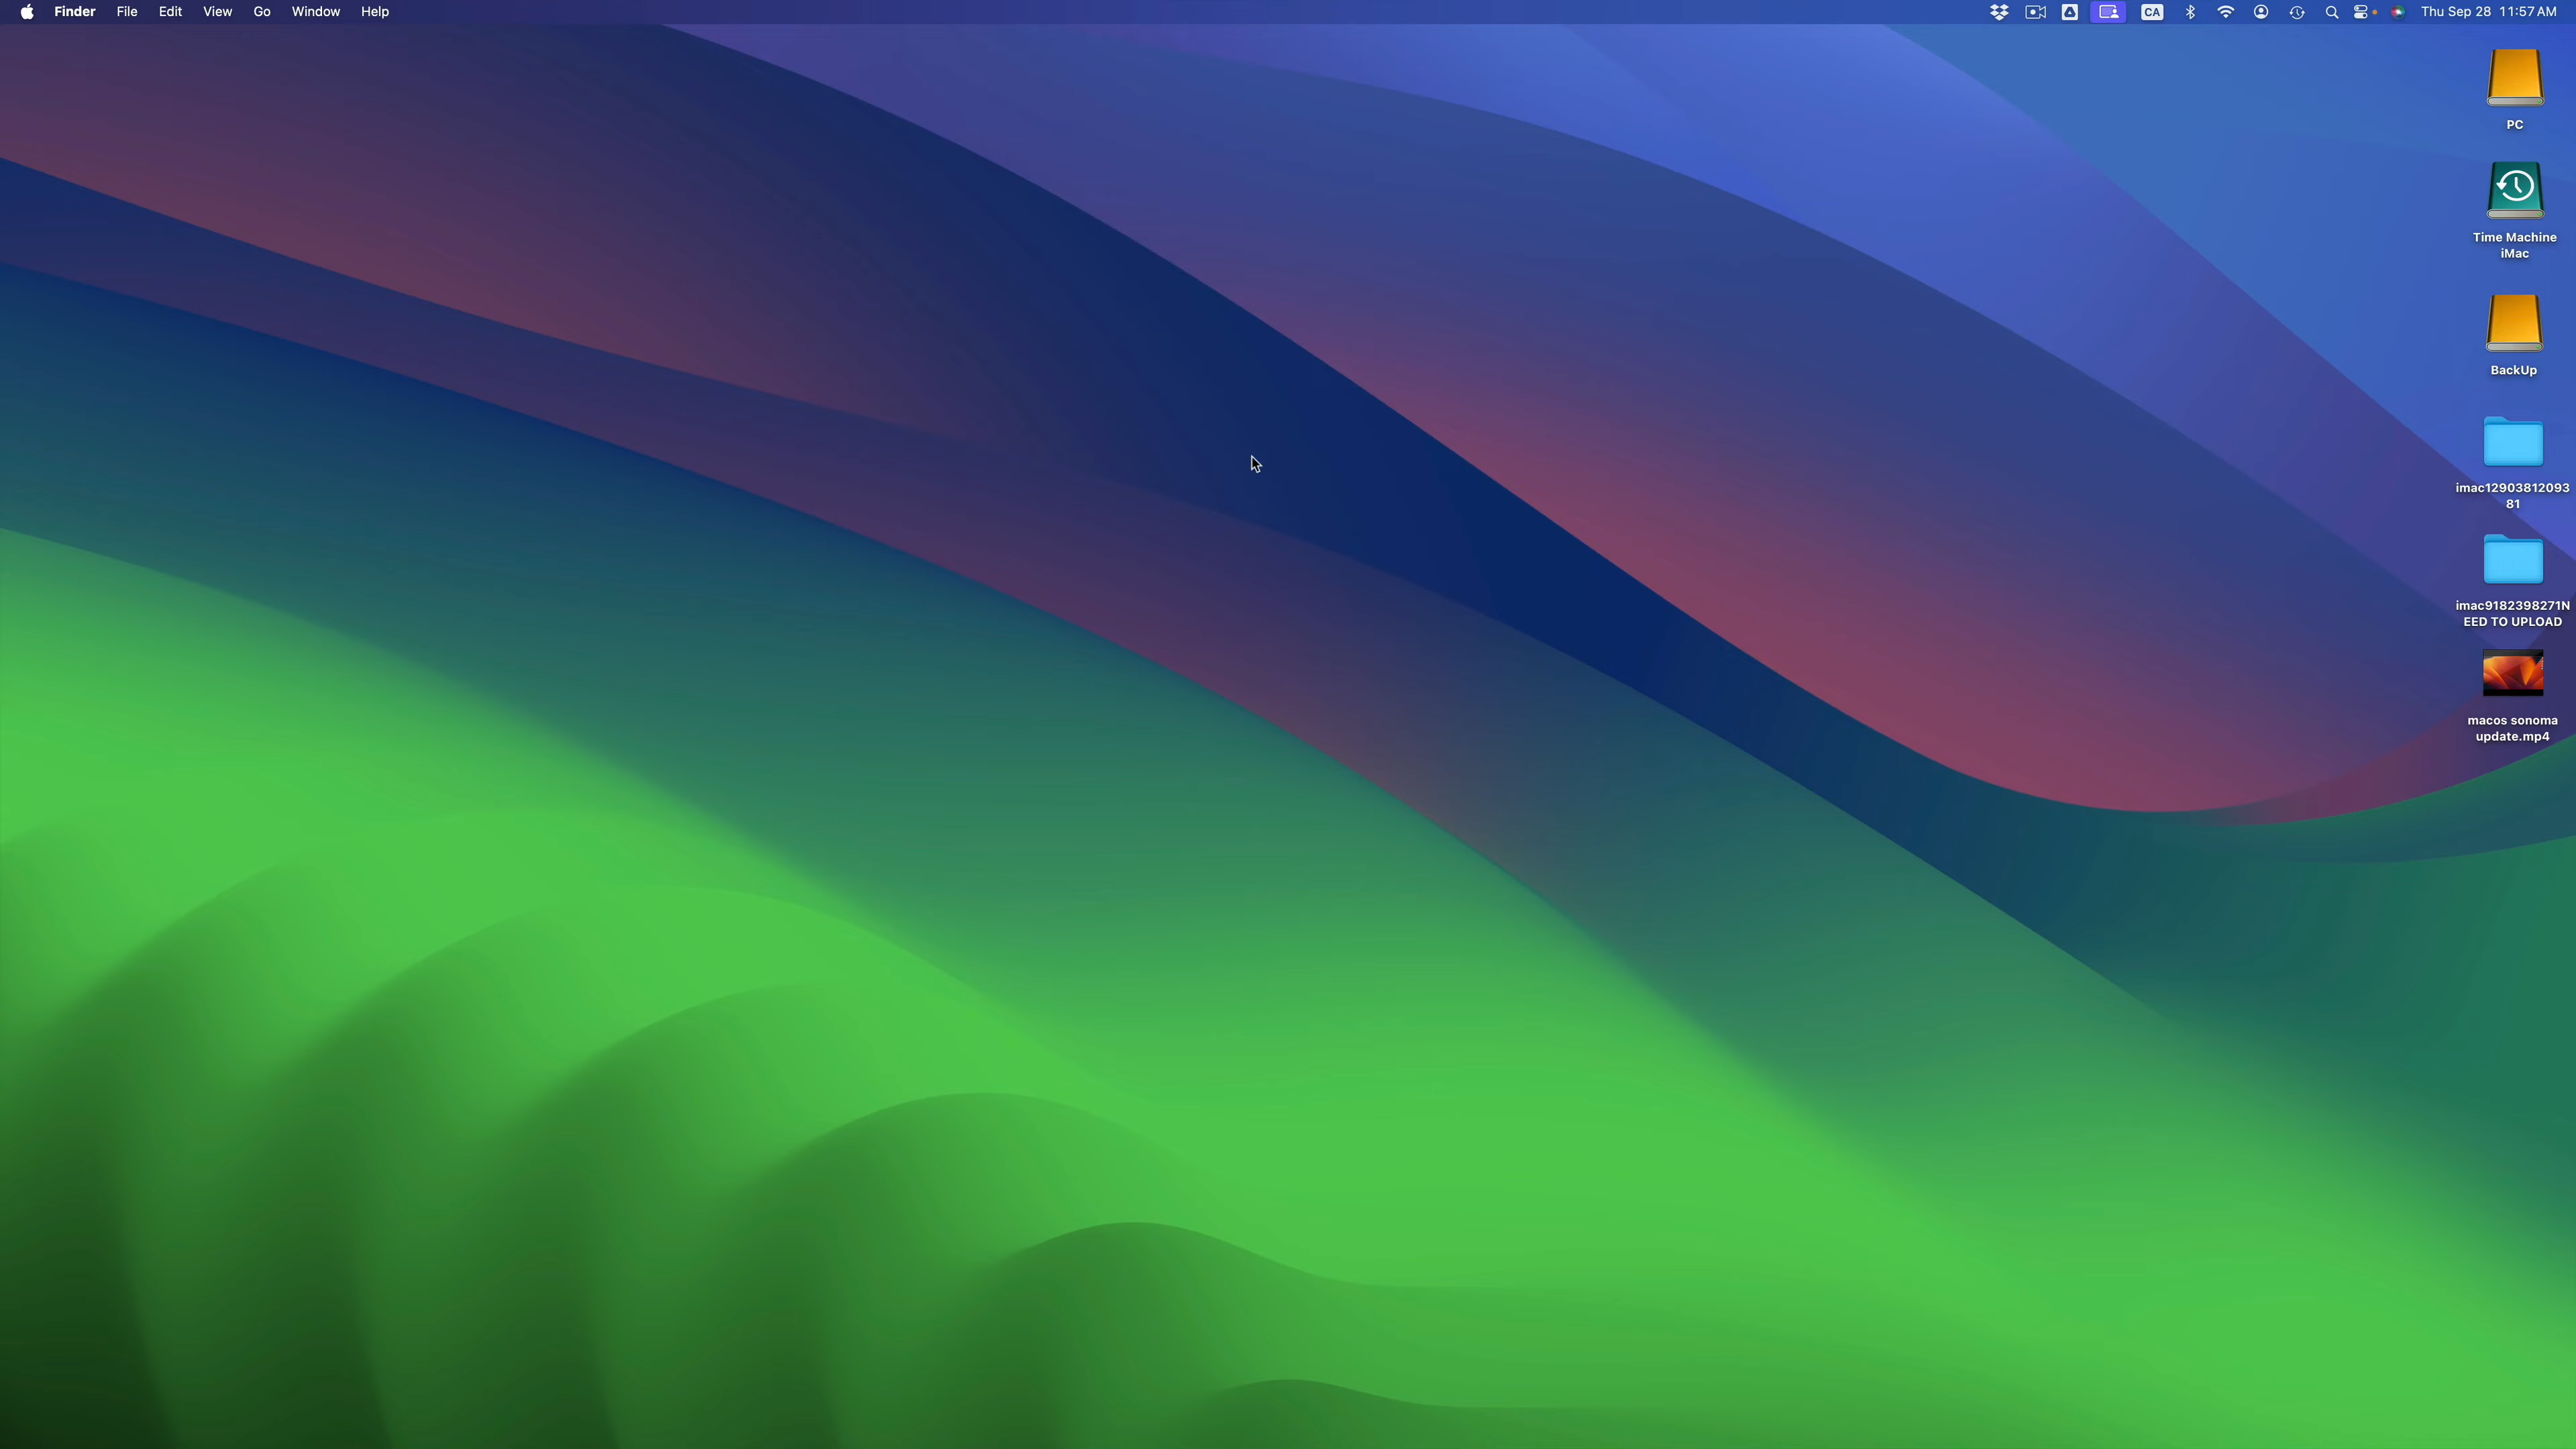 Finder File Edit View Go Window Help CA Thu Sep 28 11:57 AM
PC
Time Machine
iMac
BackUp
imac12903812093
81
imac9182398271N
EED TO UPLOAD
macos sonoma
update.mp4